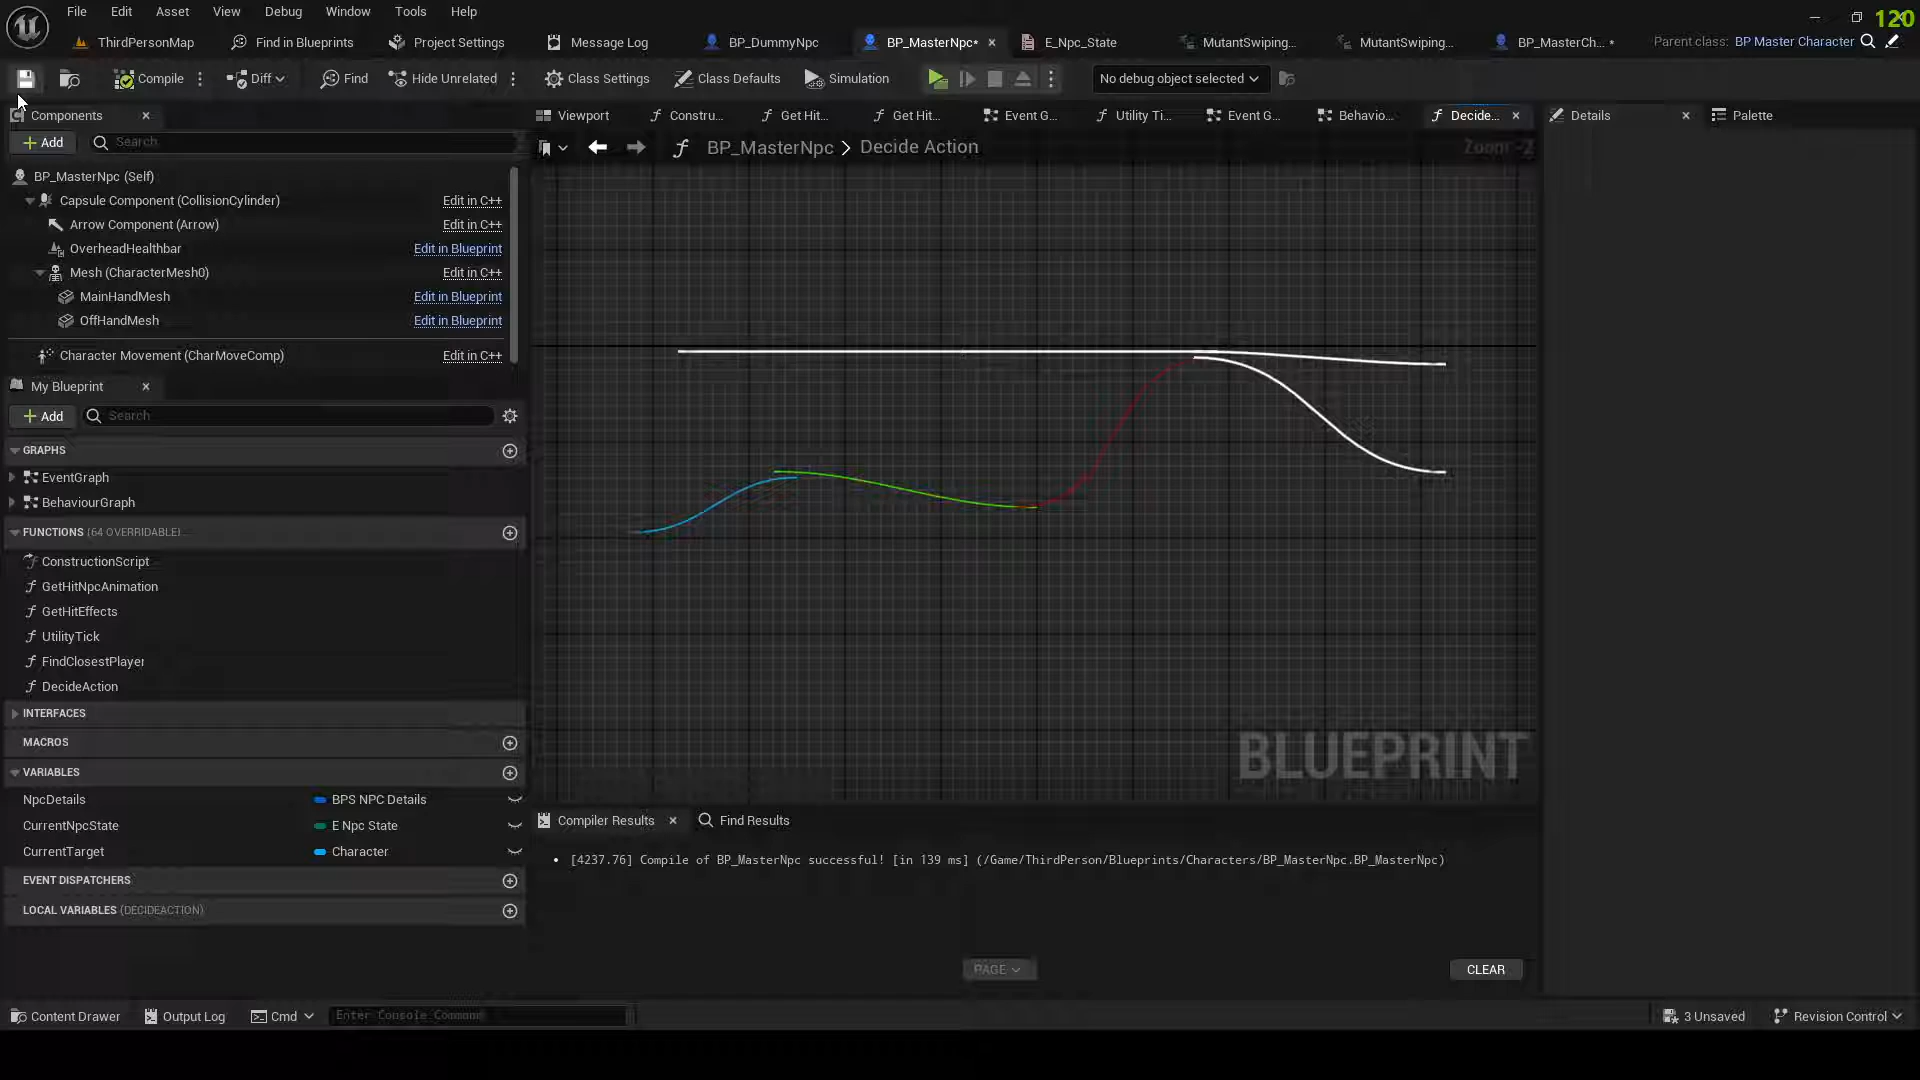 File Edit Asset View Debug Window Tools Help
120
ThirdPersonMap Find in Blueprints Project Settings Message Log BP_DummyNpc BP_MasterNpc* E_Npc_State MutantSwiping... MutantSwiping... BP_MasterCh... * Parent class: BP Master Character
Compile Diff Find Hide Unrelated Class Settings Class Defaults Simulation No debug object selected
Components
Viewport Constru... Get Hit... Get Hit... Event G... Utility Ti... Event G... Behavio... Decide... Details Palette
Add Search
BP_MasterNpc > Decide Action Zoom -2
BP_MasterNpc (Self)
Capsule Component (CollisionCylinder) Edit in C++
Arrow Component (Arrow) Edit in C++
OverheadHealthbar Edit in Blueprint
Mesh (CharacterMesh0) Edit in C++
MainHandMesh Edit in Blueprint
OffHandMesh Edit in Blueprint
Character Movement (CharMoveComp) Edit in C++
My Blueprint
Add Search
GRAPHS
EventGraph
BehaviourGraph
FUNCTIONS (64 OVERRIDABLE)
ConstructionScript
GetHitNpcAnimation
GetHitEffects
UtilityTick
FindClosestPlayer
DecideAction
INTERFACES
MACROS
VARIABLES
NpcDetails BPS NPC Details
CurrentNpcState E Npc State
CurrentTarget Character
EVENT DISPATCHERS
LOCAL VARIABLES (DECIDEACTION)
BLUEPRINT
Compiler Results Find Results
• [4237.76] Compile of BP_MasterNpc successful! [in 139 ms] (/Game/ThirdPerson/Blueprints/Characters/BP_MasterNpc.BP_MasterNpc)
PAGE CLEAR
Content Drawer Output Log Cmd Enter Console Command 3 Unsaved Revision Control